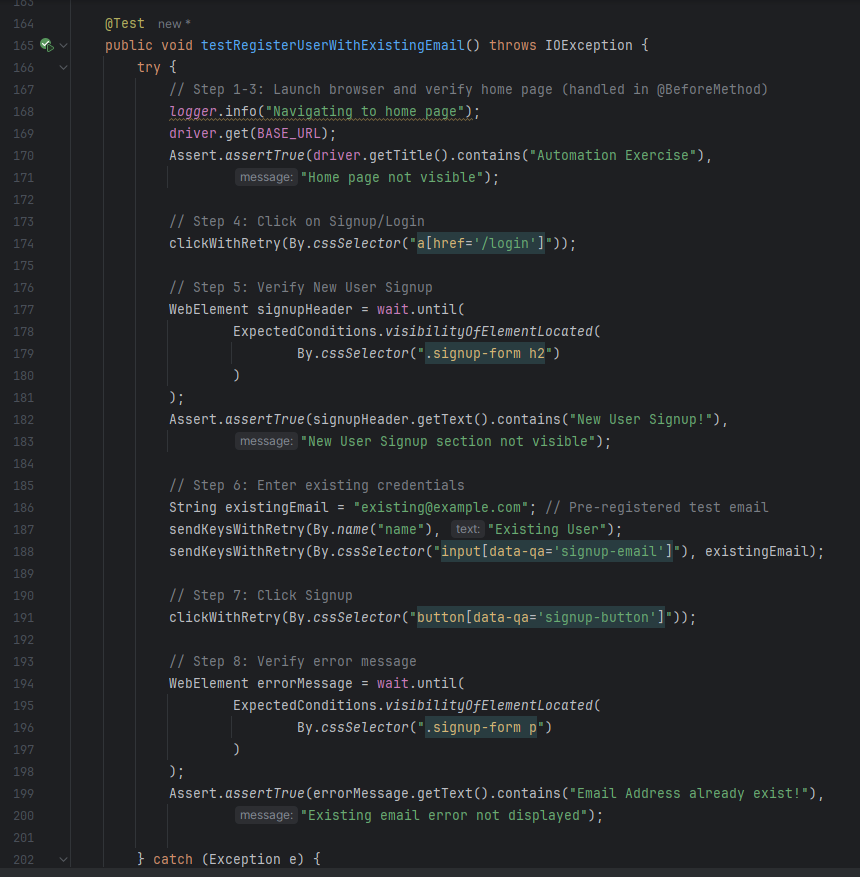 163
164 @Test new *
165 public void testRegisterUserWithExistingEmail() throws IOException {
166 try {
167 // Step 1-3: Launch browser and verify home page (handled in @BeforeMethod)
168 logger.info("Navigating to home page");
169 driver.get(BASE_URL);
170 Assert.assertTrue(driver.getTitle().contains("Automation Exercise"),
171 message: "Home page not visible");
172
173 // Step 4: Click on Signup/Login
174 clickWithRetry(By.cssSelector("a[href='/login']"));
175
176 // Step 5: Verify New User Signup
177 WebElement signupHeader = wait.until(
178 ExpectedConditions.visibilityOfElementLocated(
179 By.cssSelector(".signup-form h2")
180 )
181 );
182 Assert.assertTrue(signupHeader.getText().contains("New User Signup!"),
183 message: "New User Signup section not visible");
184
185 // Step 6: Enter existing credentials
186 String existingEmail = "existing@example.com"; // Pre-registered test email
187 sendKeysWithRetry(By.name("name"), text: "Existing User");
188 sendKeysWithRetry(By.cssSelector("input[data-qa='signup-email']"), existingEmail);
189
190 // Step 7: Click Signup
191 clickWithRetry(By.cssSelector("button[data-qa='signup-button']"));
192
193 // Step 8: Verify error message
194 WebElement errorMessage = wait.until(
195 ExpectedConditions.visibilityOfElementLocated(
196 By.cssSelector(".signup-form p")
197 )
198 );
199 Assert.assertTrue(errorMessage.getText().contains("Email Address already exist!"),
200 message: "Existing email error not displayed");
201
202 } catch (Exception e) {